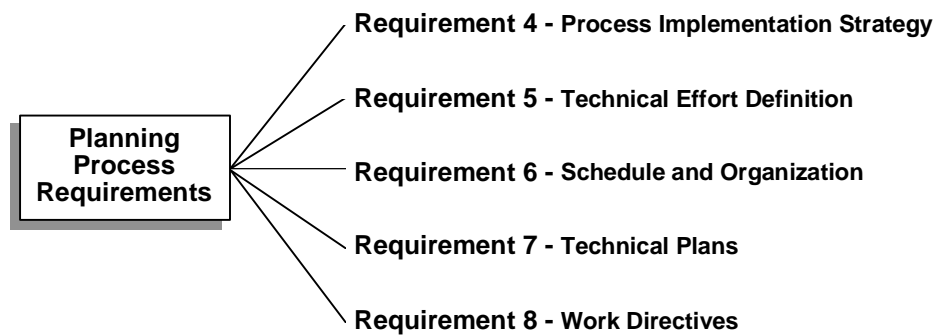 Requirement 4 - Process Implementation Strategy
Requirement 5 - Technical Effort Definition
Planning
Process
Requirements
Requirement 6 - Schedule and Organization
Requirement 7 - Technical Plans
Requirement 8 - Work Directives